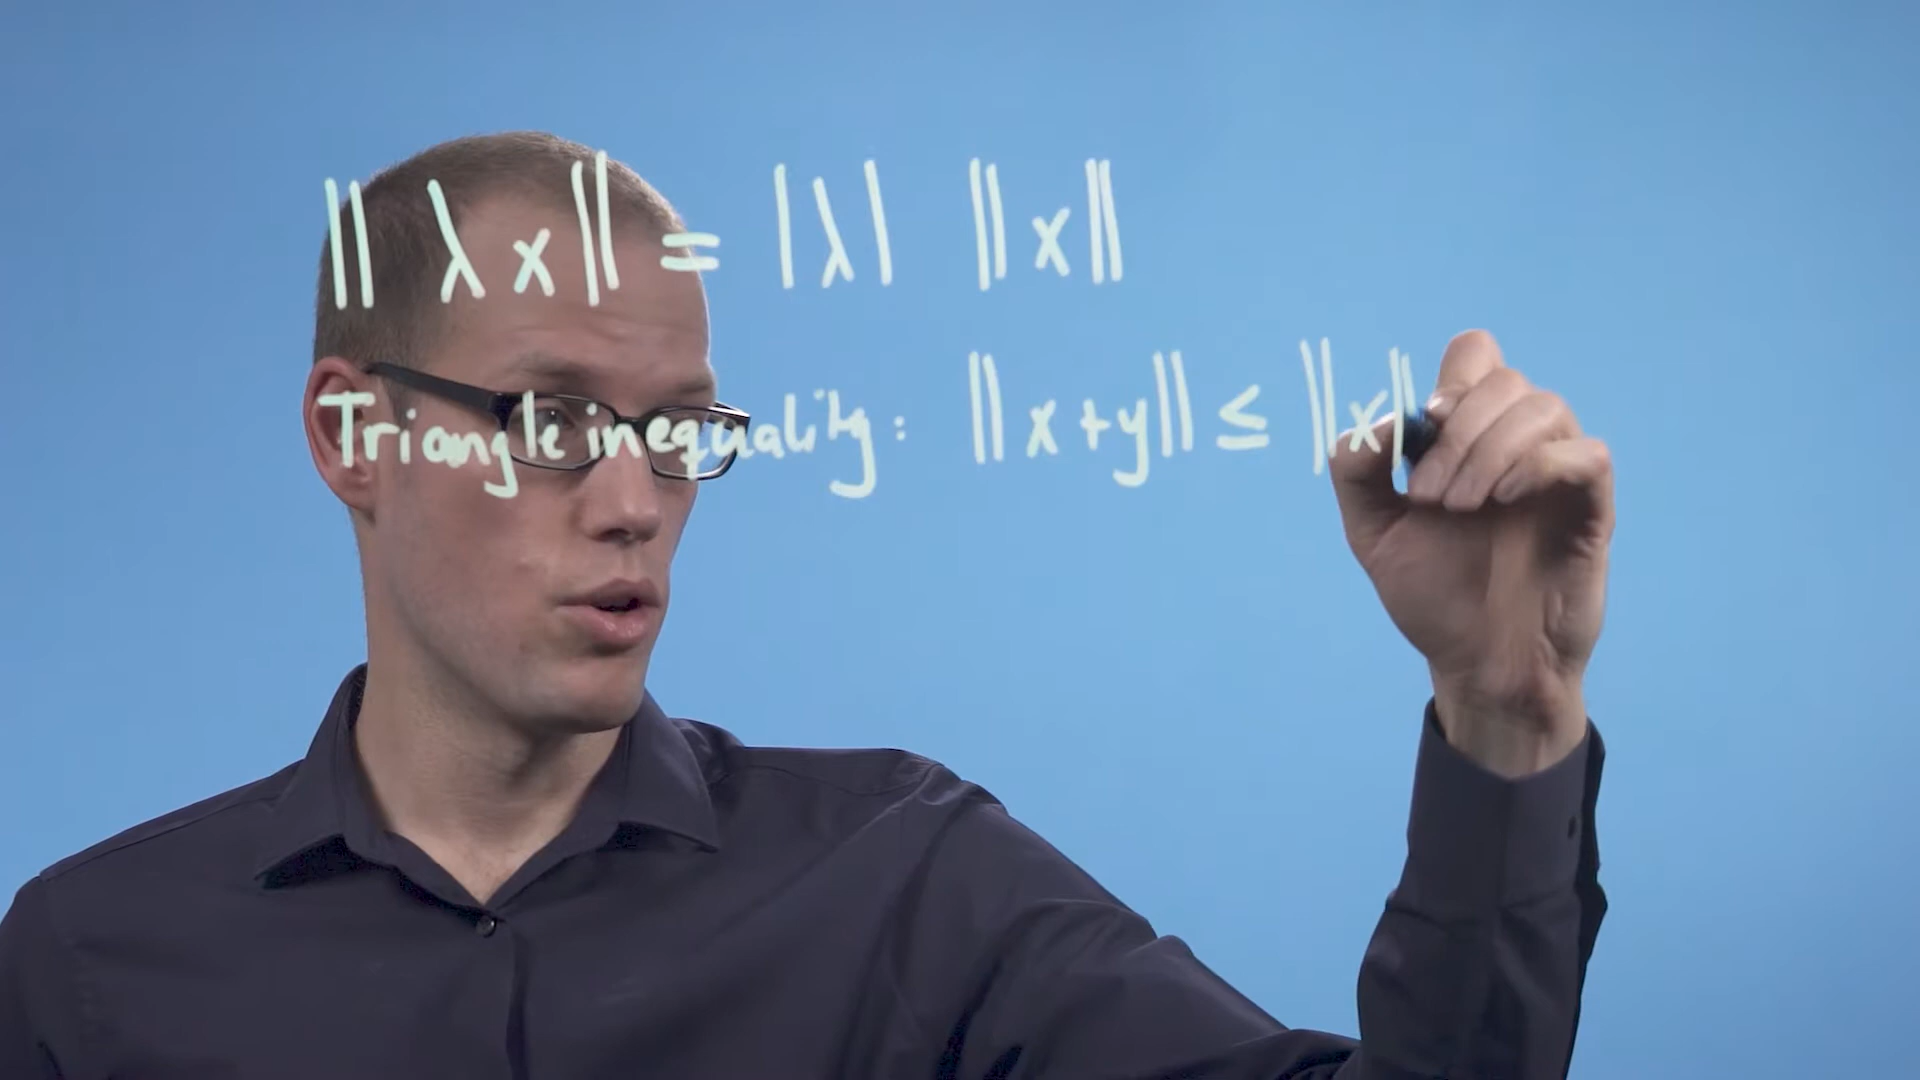 ‖ λ x ‖ = | λ | ‖ x ‖
Triangle inequality: ‖ x + y ‖ ≤ ‖ x ‖